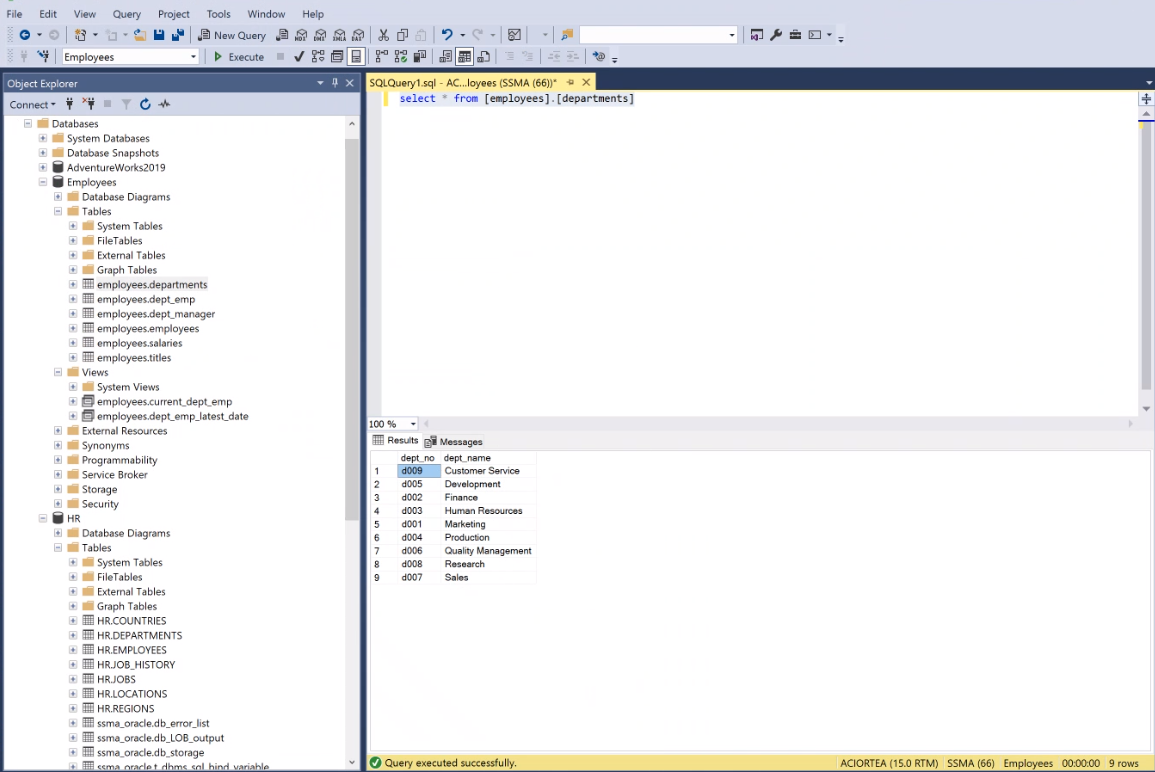 File Edit View Query Project Tools Window Help
New Query
Employees Execute
Object Explorer
Connect
Databases
System Databases
Database Snapshots
AdventureWorks2019
Employees
Database Diagrams
Tables
System Tables
FileTables
External Tables
Graph Tables
employees.departments
employees.dept_emp
employees.dept_manager
employees.employees
employees.salaries
employees.titles
Views
System Views
employees.current_dept_emp
employees.dept_emp_latest_date
External Resources
Synonyms
Programmability
Service Broker
Storage
Security
HR
Database Diagrams
Tables
System Tables
FileTables
External Tables
Graph Tables
HR.COUNTRIES
HR.DEPARTMENTS
HR.EMPLOYEES
HR.JOB_HISTORY
HR.JOBS
HR.LOCATIONS
HR.REGIONS
ssma_oracle.db_error_list
ssma_oracle.db_LOB_output
ssma_oracle.db_storage
ssma_oracle.t_dbms_sql_bind_variable
SQLQuery1.sql - AC...loyees (SSMA (66))*
select * from [employees].[departments]
100 %
Results Messages
dept_no dept_name
1 d009 Customer Service
2 d005 Development
3 d002 Finance
4 d003 Human Resources
5 d001 Marketing
6 d004 Production
7 d006 Quality Management
8 d008 Research
9 d007 Sales
Query executed successfully. ACIORTEA (15.0 RTM) SSMA (66) Employees 00:00:00 9 rows